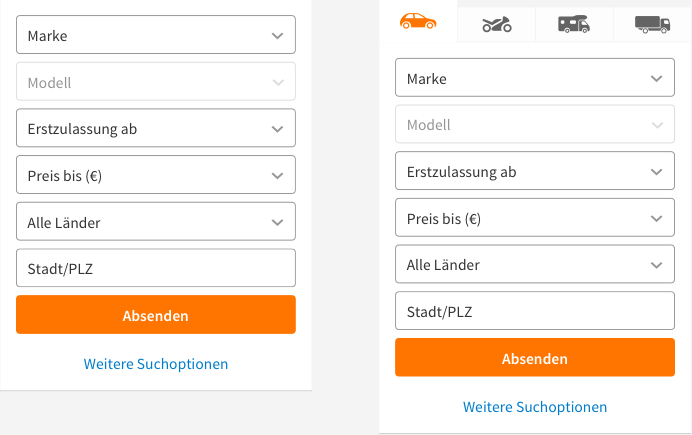 Marke
Modell
Erstzulassung ab
Preis bis (€)
Alle Länder
Stadt/PLZ
Absenden
Weitere Suchoptionen
Marke
Modell
Erstzulassung ab
Preis bis (€)
Alle Länder
Stadt/PLZ
Absenden
Weitere Suchoptionen